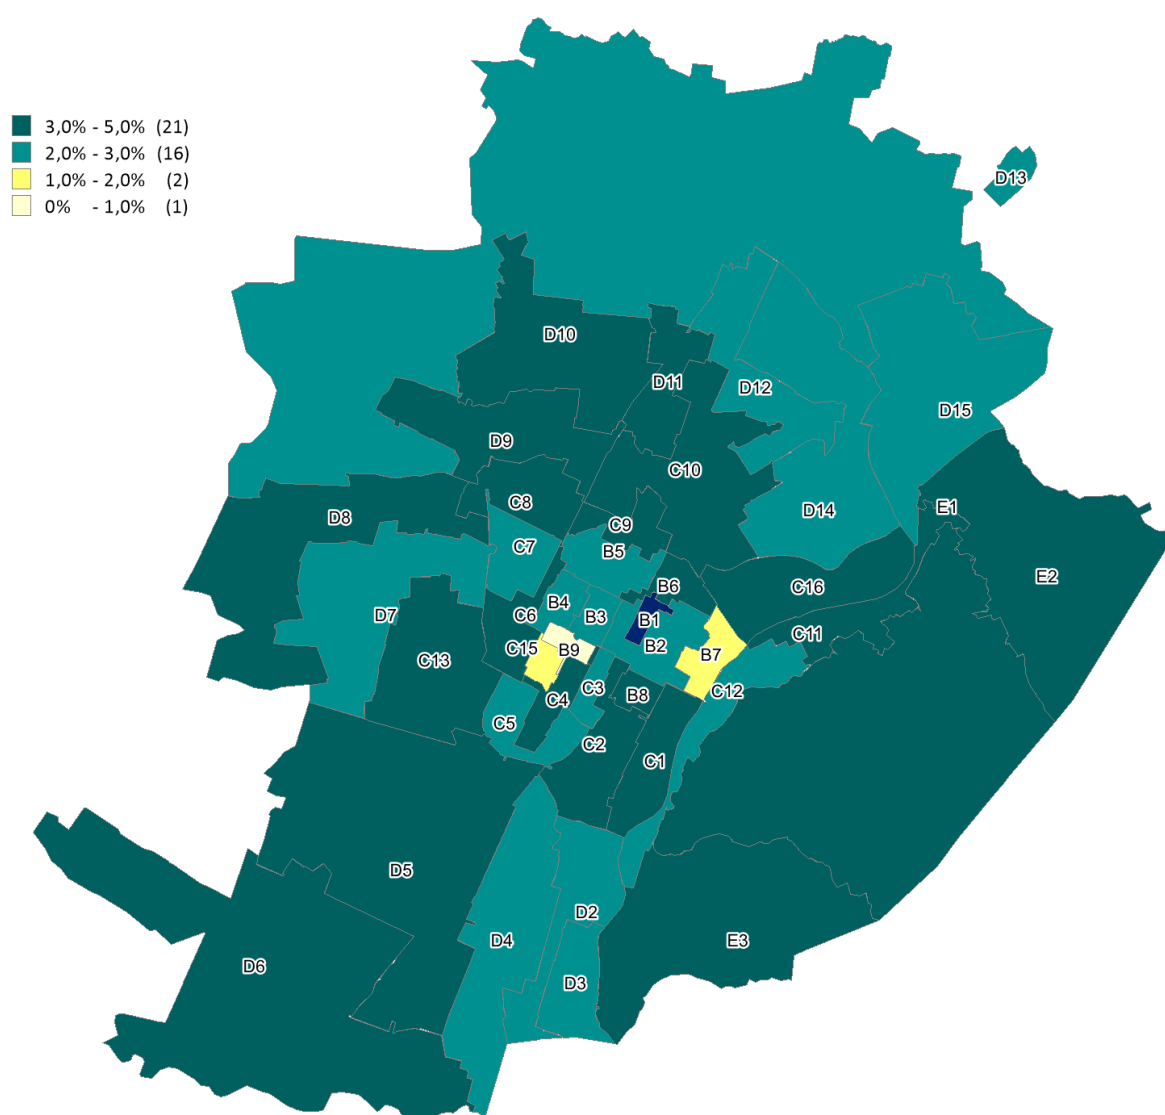 3,0% - 5,0% (21)
2,0% - 3,0% (16)
1,0% - 2,0% (2)
0% - 1,0% (1)
D13
D10
D11
D12
D15
D9
C10
C8
D14
E1
D8
C9
C7
B5
E2
C16
B6
B4
D7
C6
B3
B1
C11
B2
C15
B9
B7
C13
C3
C12
B8
C4
C5
C2
C1
D5
D2
D4
E3
D6
D3